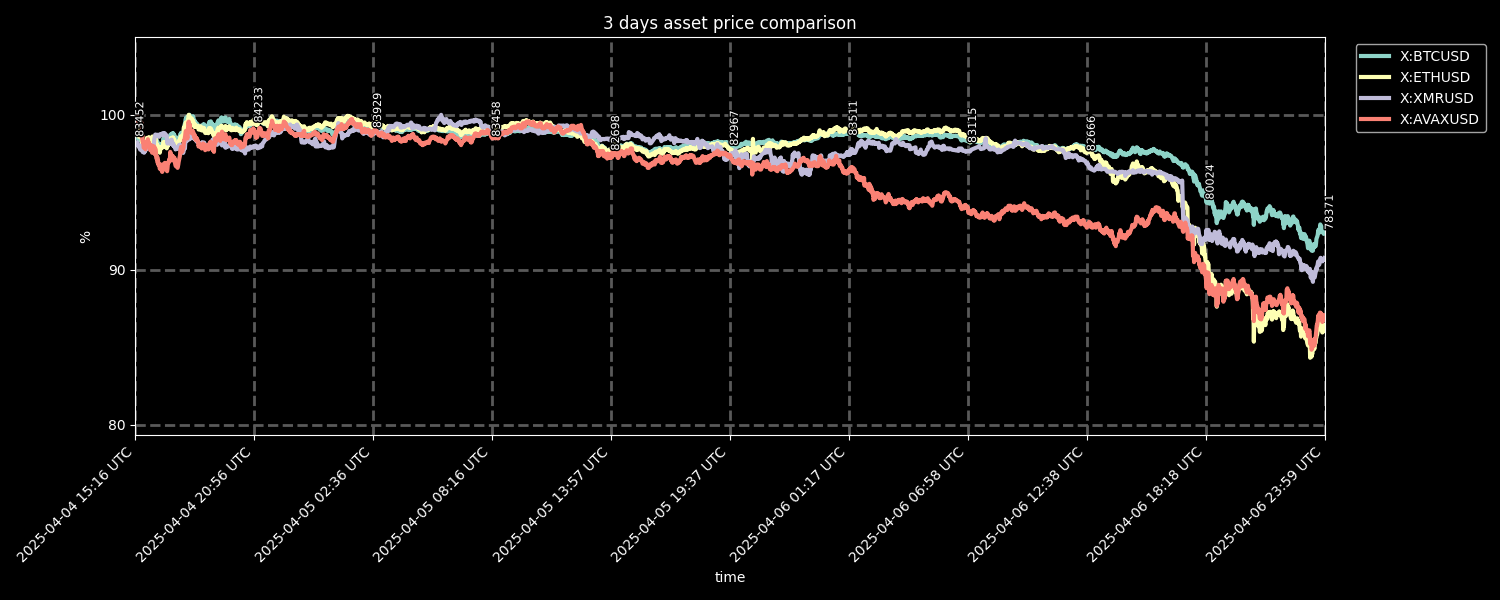 3 days asset price comparison
X:BTCUSD
X:ETHUSD
X:XMRUSD
X:AVAXUSD
%
100
90
80
83452
84233
83929
83458
82698
82967
83511
83115
82666
80024
78371
2025-04-04 15:16 UTC
2025-04-04 20:56 UTC
2025-04-05 02:36 UTC
2025-04-05 08:16 UTC
2025-04-05 13:57 UTC
2025-04-05 19:37 UTC
2025-04-06 01:17 UTC
2025-04-06 06:58 UTC
2025-04-06 12:38 UTC
2025-04-06 18:18 UTC
2025-04-06 23:59 UTC
time